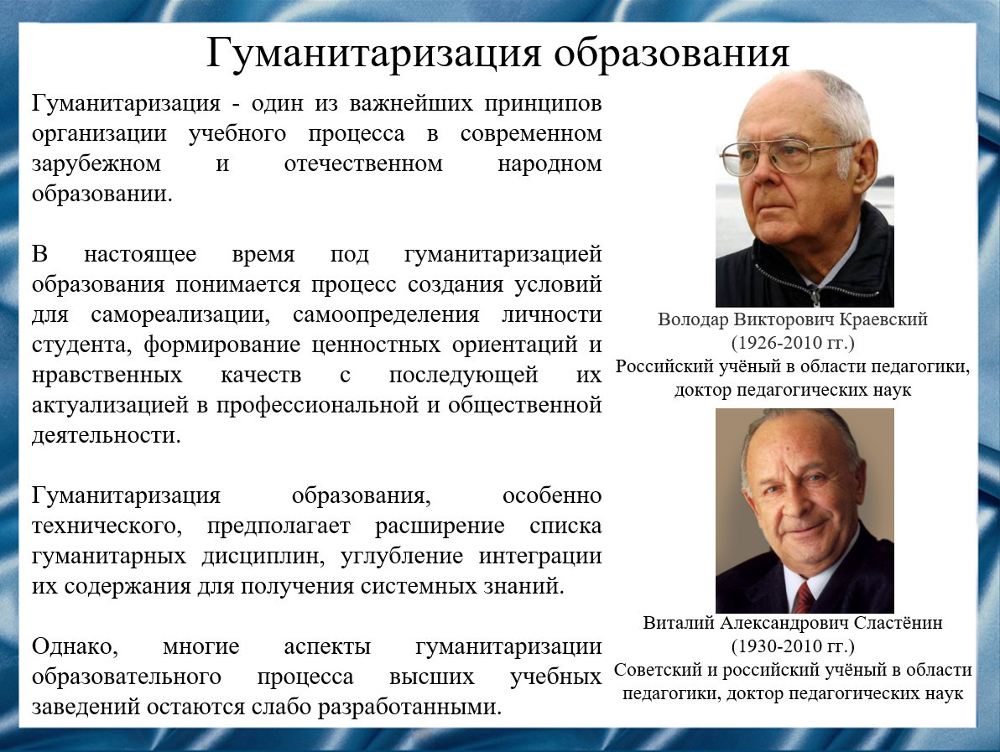 Гуманитаризация образования
Гуманитаризация - один из важнейших принципов
организации учебного процесса в современном
зарубежном и отечественном народном
образовании.
В настоящее время под гуманитаризацией
образования понимается процесс создания условий
для самореализации, самоопределения личности
студента, формирование ценностных ориентаций и
нравственных качеств с последующей их
актуализацией в профессиональной и общественной
деятельности.
Гуманитаризация образования, особенно
технического, предполагает расширение списка
гуманитарных дисциплин, углубление интеграции
их содержания для получения системных знаний.
Однако, многие аспекты гуманитаризации
образовательного процесса высших учебных
заведений остаются слабо разработанными.
Володар Викторович Краевский
(1926-2010 гг.)
Российский учёный в области педагогики,
доктор педагогических наук
Виталий Александрович Сластёнин
(1930-2010 гг.)
Советский и российский учёный в области
педагогики, доктор педагогических наук